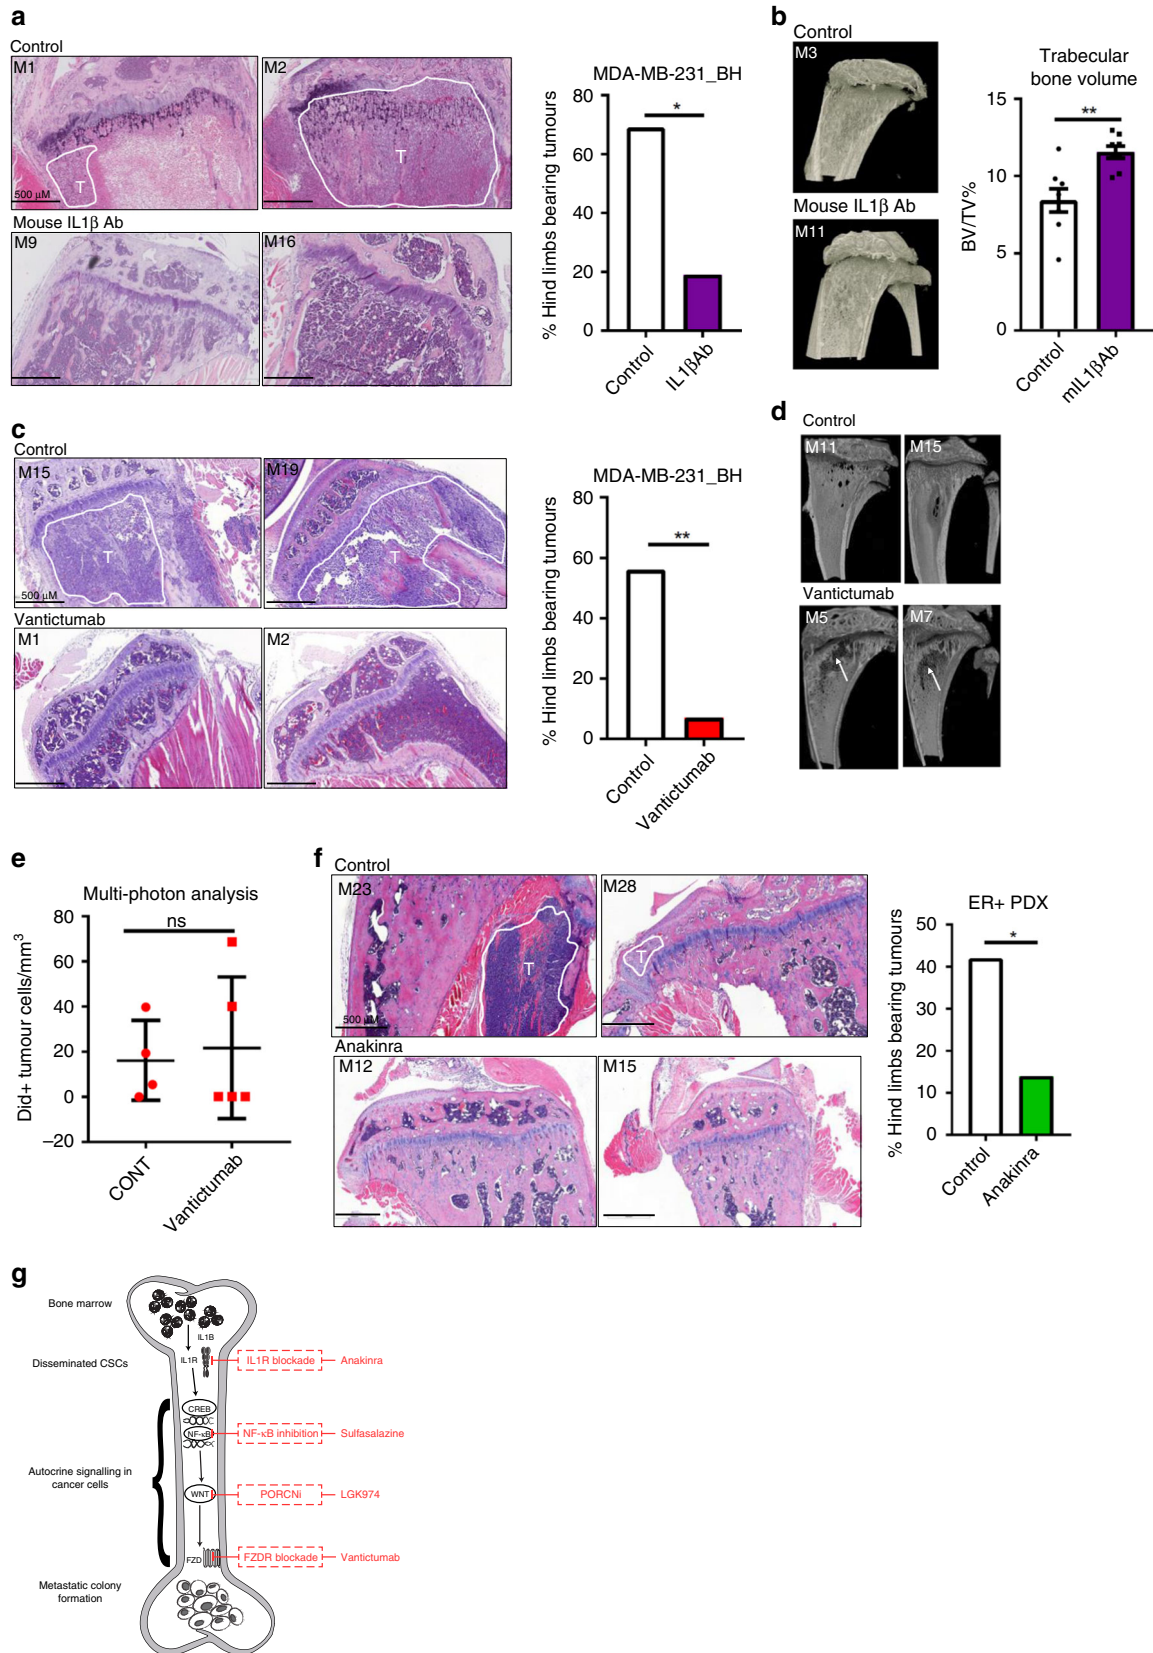 a
Control
M1
M2
T
T
500 µM
Mouse IL1β Ab
M9
M16
MDA-MB-231_BH
% Hind limbs bearing tumours
80
60
40
20
0
*
Control
IL1βAb
b
Control
M3
Mouse IL1β Ab
M11
Trabecular
bone volume
BV/TV%
15
10
5
0
**
Control
mIL1βAb
c
Control
M15
M19
T
T
500 µM
Vantictumab
M1
M2
MDA-MB-231_BH
% Hind limbs bearing tumours
80
60
40
20
0
**
Control
Vantictumab
d
Control
M11
M15
Vantictumab
M5
M7
e
Multi-photon analysis
Did+ tumour cells/mm³
80
60
40
20
0
–20
ns
CONT
Vantictumab
f
Control
M23
M28
T
T
500 µM
Anakinra
M12
M15
ER+ PDX
% Hind limbs bearing tumours
50
40
30
20
10
0
*
Control
Anakinra
g
Bone marrow
IL1B
Disseminated CSCs
IL1R
IL1R blockade
Anakinra
CREB
NF-κB
NF-κB inhibition
Sulfasalazine
Autocrine signalling in
cancer cells
WNT
PORCNi
LGK974
FZD
FZDR blockade
Vantictumab
Metastatic colony
formation